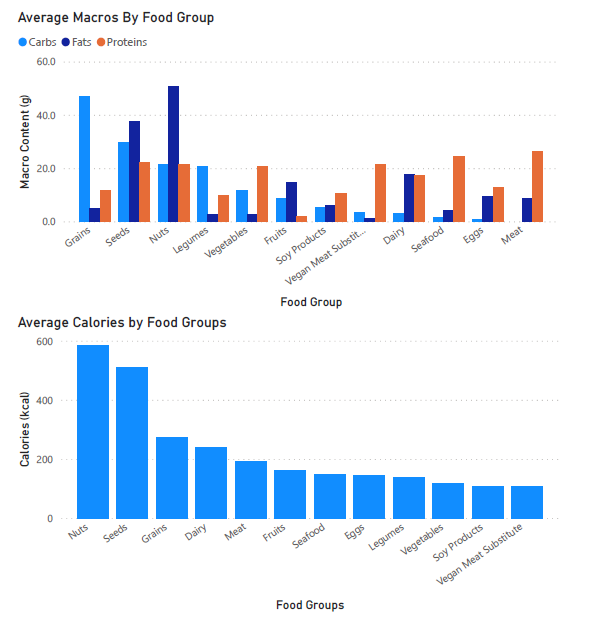 Average Macros By Food Group
Carbs Fats Proteins
60.0
40.0
20.0
0.0
Macro Content (g)
Grains
Seeds
Nuts
Legumes
Vegetables
Fruits
Soy Products
Vegan Meat Substit...
Dairy
Seafood
Eggs
Meat
Food Group
Average Calories by Food Groups
600
400
200
0
Calories (kcal)
Nuts
Seeds
Grains
Dairy
Meat
Fruits
Seafood
Eggs
Legumes
Vegetables
Soy Products
Vegan Meat Substitute
Food Groups